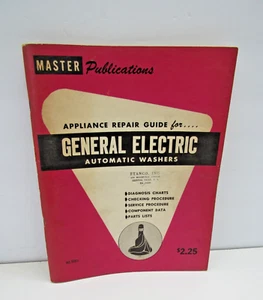 MASTER Publications
APPLIANCE REPAIR GUIDE for....
GENERAL ELECTRIC
AUTOMATIC WASHERS
DIAGNOSIS CHARTS
CHECKING PROCEDURE
SERVICE PROCEDURE
COMPONENT DATA
PARTS LISTS
$2.25